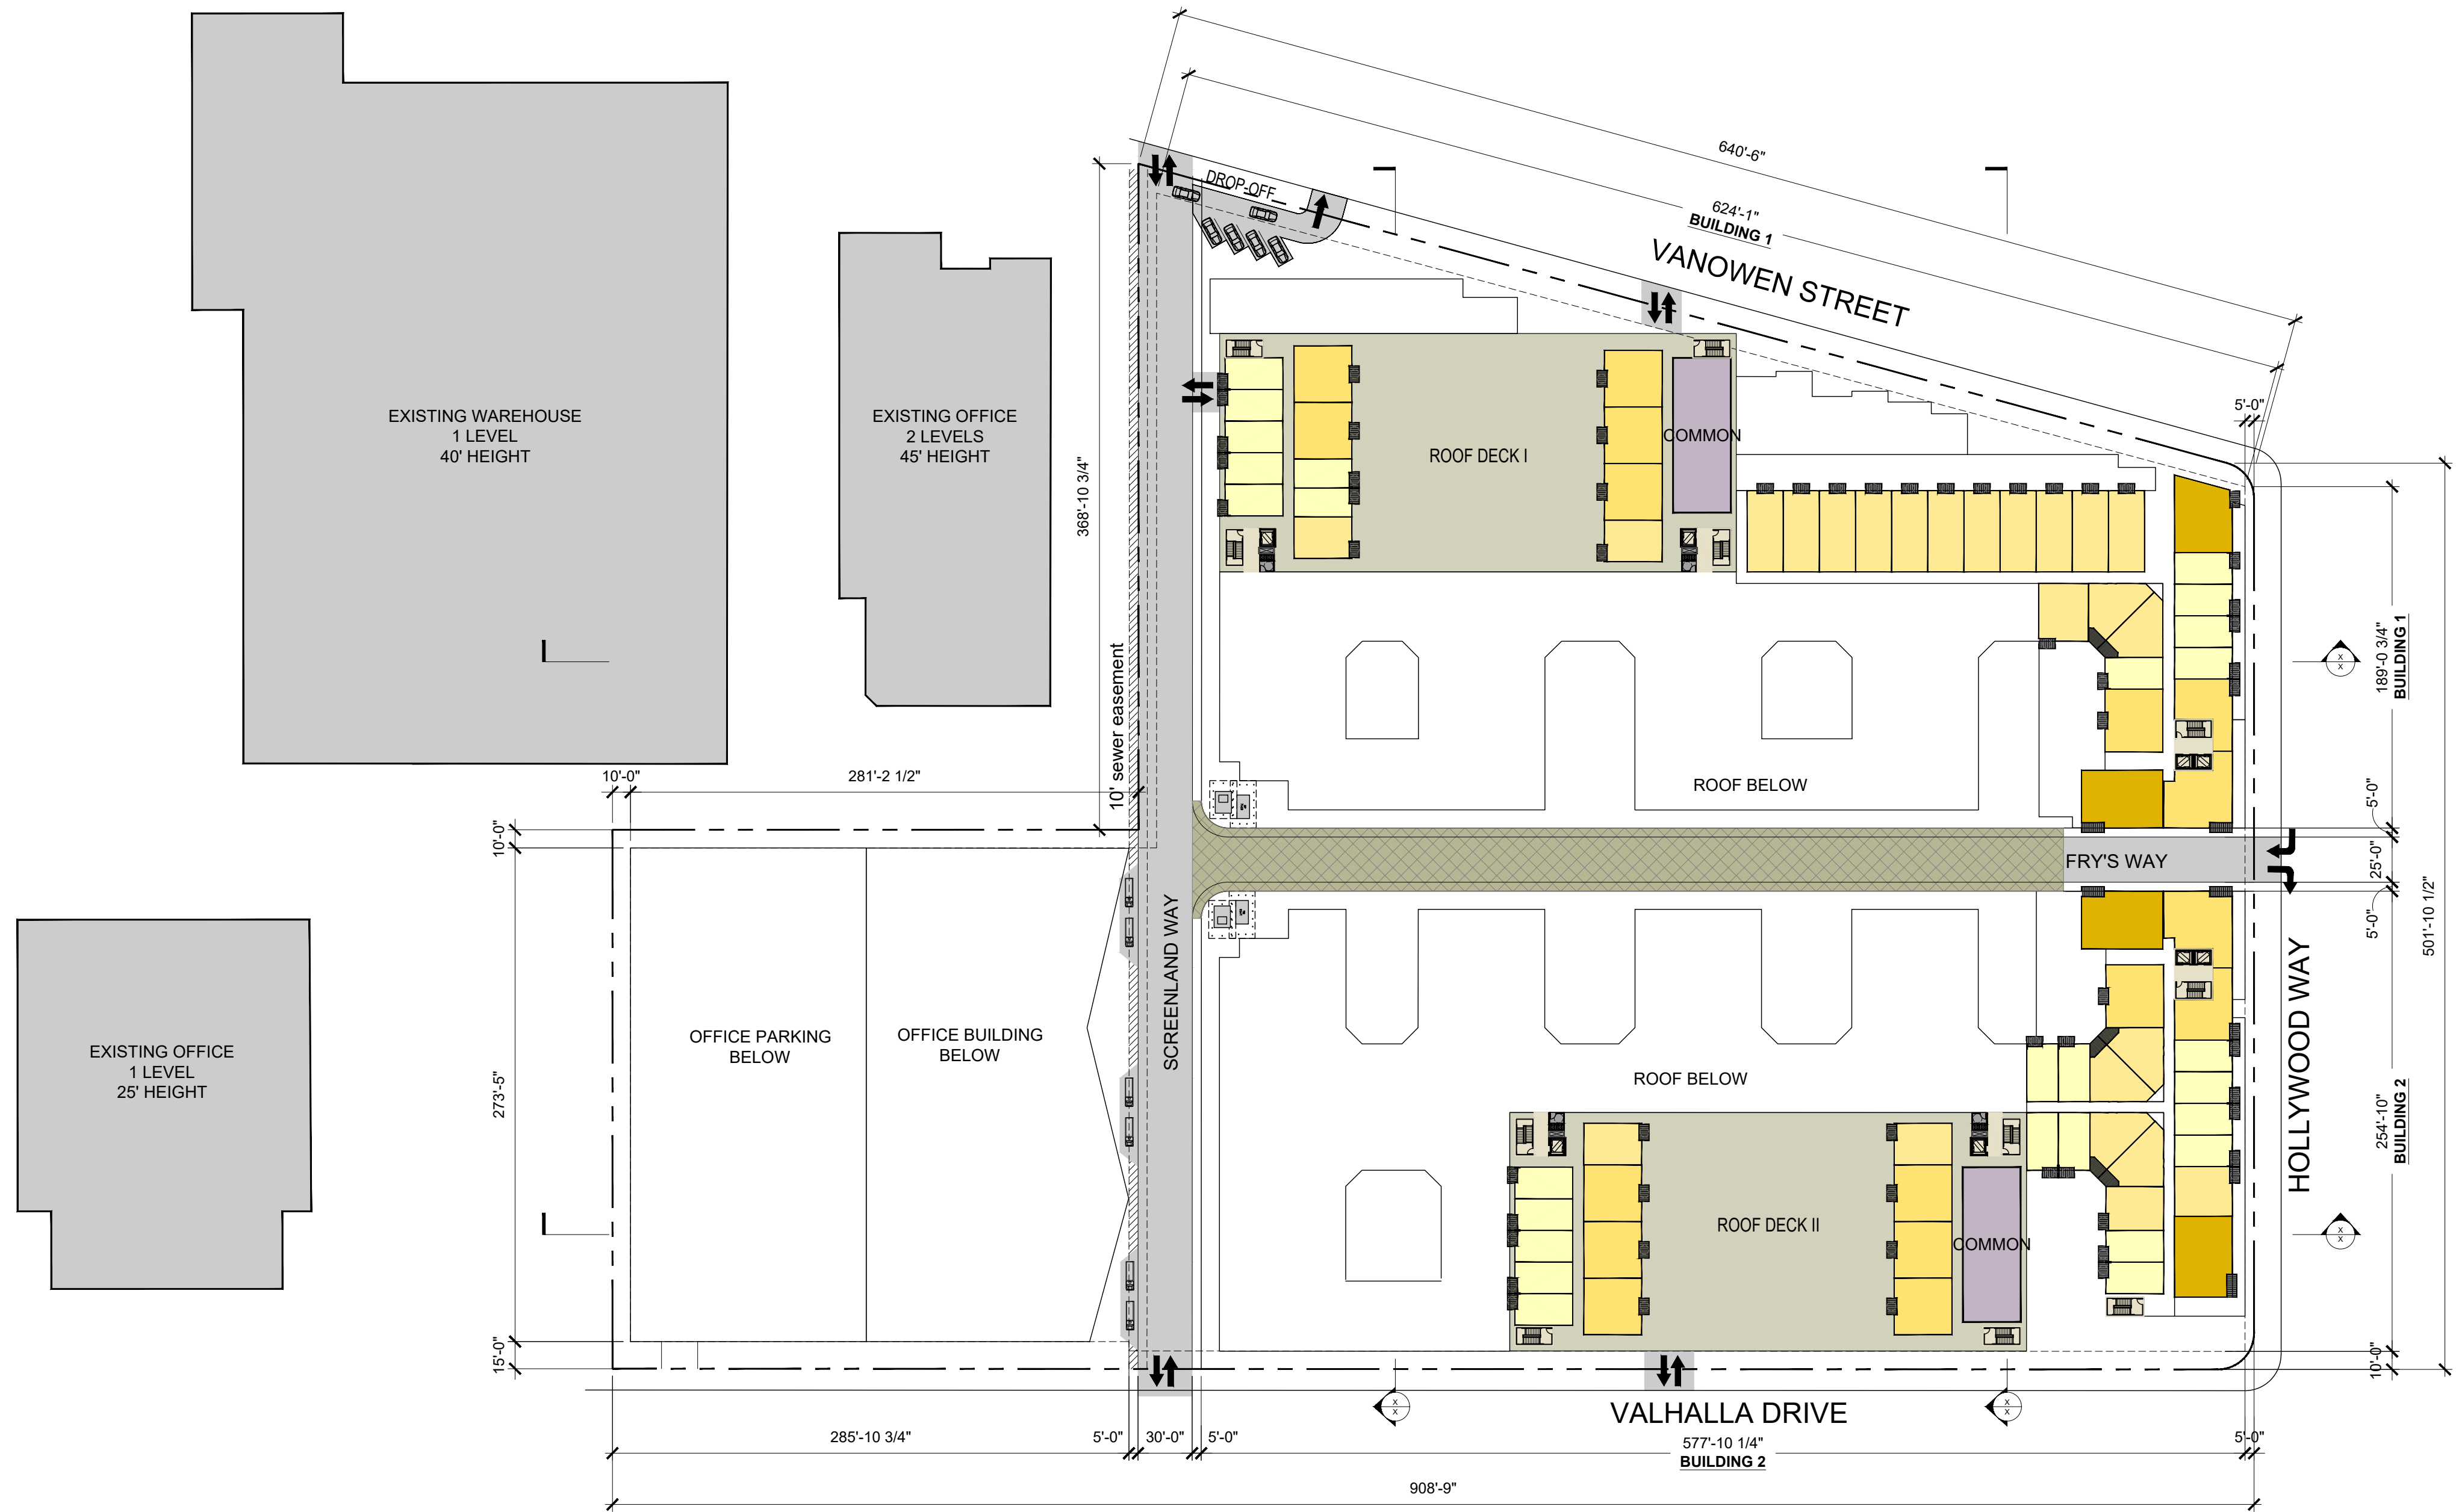 640'-6"
624'-1"
BUILDING 1
VANOWEN STREET
DROP-OFF
5'-0"
EXISTING WAREHOUSE
1 LEVEL
40' HEIGHT
EXISTING OFFICE
2 LEVELS
45' HEIGHT
368'-10 3/4"
10' sewer easement
ROOF DECK I
COMMON
189'-0 3/4"
BUILDING 1
X
X
10'-0"
281'-2 1/2"
ROOF BELOW
10'-0"
5'-0"
FRY'S WAY
25'-0"
5'-0"
501'-10 1/2"
SCREENLAND WAY
HOLLYWOOD WAY
OFFICE PARKING
BELOW
OFFICE BUILDING
BELOW
EXISTING OFFICE
1 LEVEL
25' HEIGHT
273'-5"
ROOF BELOW
254'-10"
BUILDING 2
ROOF DECK II
COMMON
X
X
15'-0"
10'-0"
X
X
X
X
VALHALLA DRIVE
285'-10 3/4"
5'-0"
30'-0"
5'-0"
577'-10 1/4"
BUILDING 2
5'-0"
908'-9"